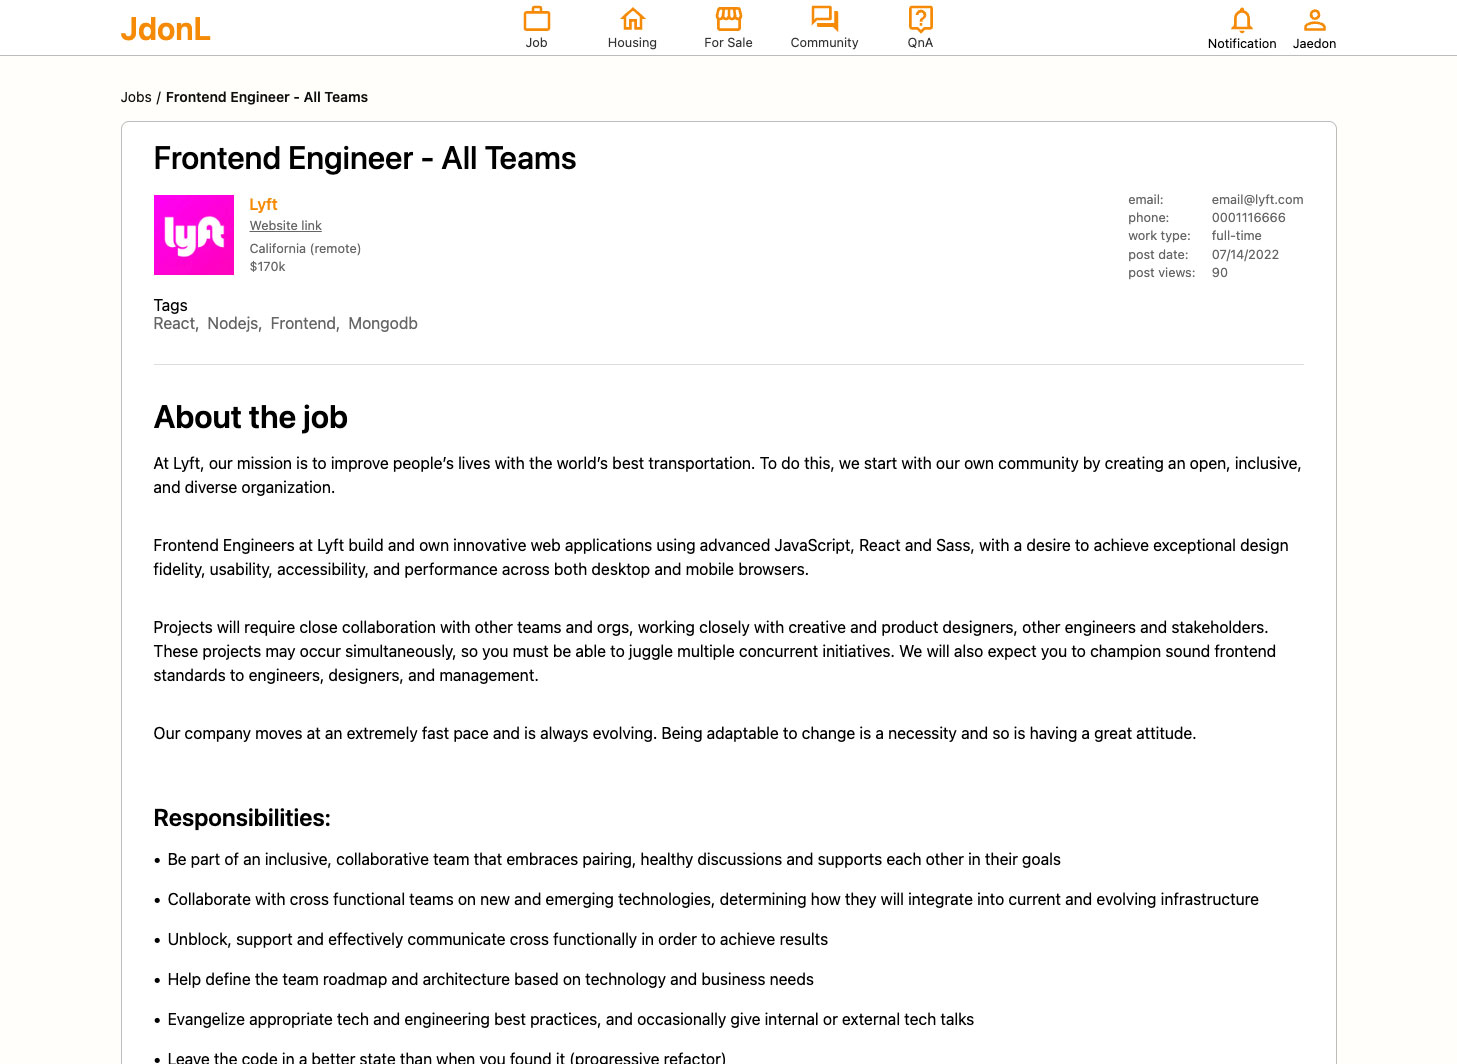 JdonL
Job
Housing
For Sale
Community
QnA
Notification
Jaedon
Jobs / Frontend Engineer - All Teams
Frontend Engineer - All Teams
lyft
Lyft
Website link
California (remote)
$170k
email: email@lyft.com
phone: 0001116666
work type: full-time
post date: 07/14/2022
post views: 90
Tags
React, Nodejs, Frontend, Mongodb
About the job
At Lyft, our mission is to improve people’s lives with the world’s best transportation. To do this, we start with our own community by creating an open, inclusive,
and diverse organization.
Frontend Engineers at Lyft build and own innovative web applications using advanced JavaScript, React and Sass, with a desire to achieve exceptional design
fidelity, usability, accessibility, and performance across both desktop and mobile browsers.
Projects will require close collaboration with other teams and orgs, working closely with creative and product designers, other engineers and stakeholders.
These projects may occur simultaneously, so you must be able to juggle multiple concurrent initiatives. We will also expect you to champion sound frontend
standards to engineers, designers, and management.
Our company moves at an extremely fast pace and is always evolving. Being adaptable to change is a necessity and so is having a great attitude.
Responsibilities:
• Be part of an inclusive, collaborative team that embraces pairing, healthy discussions and supports each other in their goals
• Collaborate with cross functional teams on new and emerging technologies, determining how they will integrate into current and evolving infrastructure
• Unblock, support and effectively communicate cross functionally in order to achieve results
• Help define the team roadmap and architecture based on technology and business needs
• Evangelize appropriate tech and engineering best practices, and occasionally give internal or external tech talks
• Leave the code in a better state than when you found it (progressive refactor)